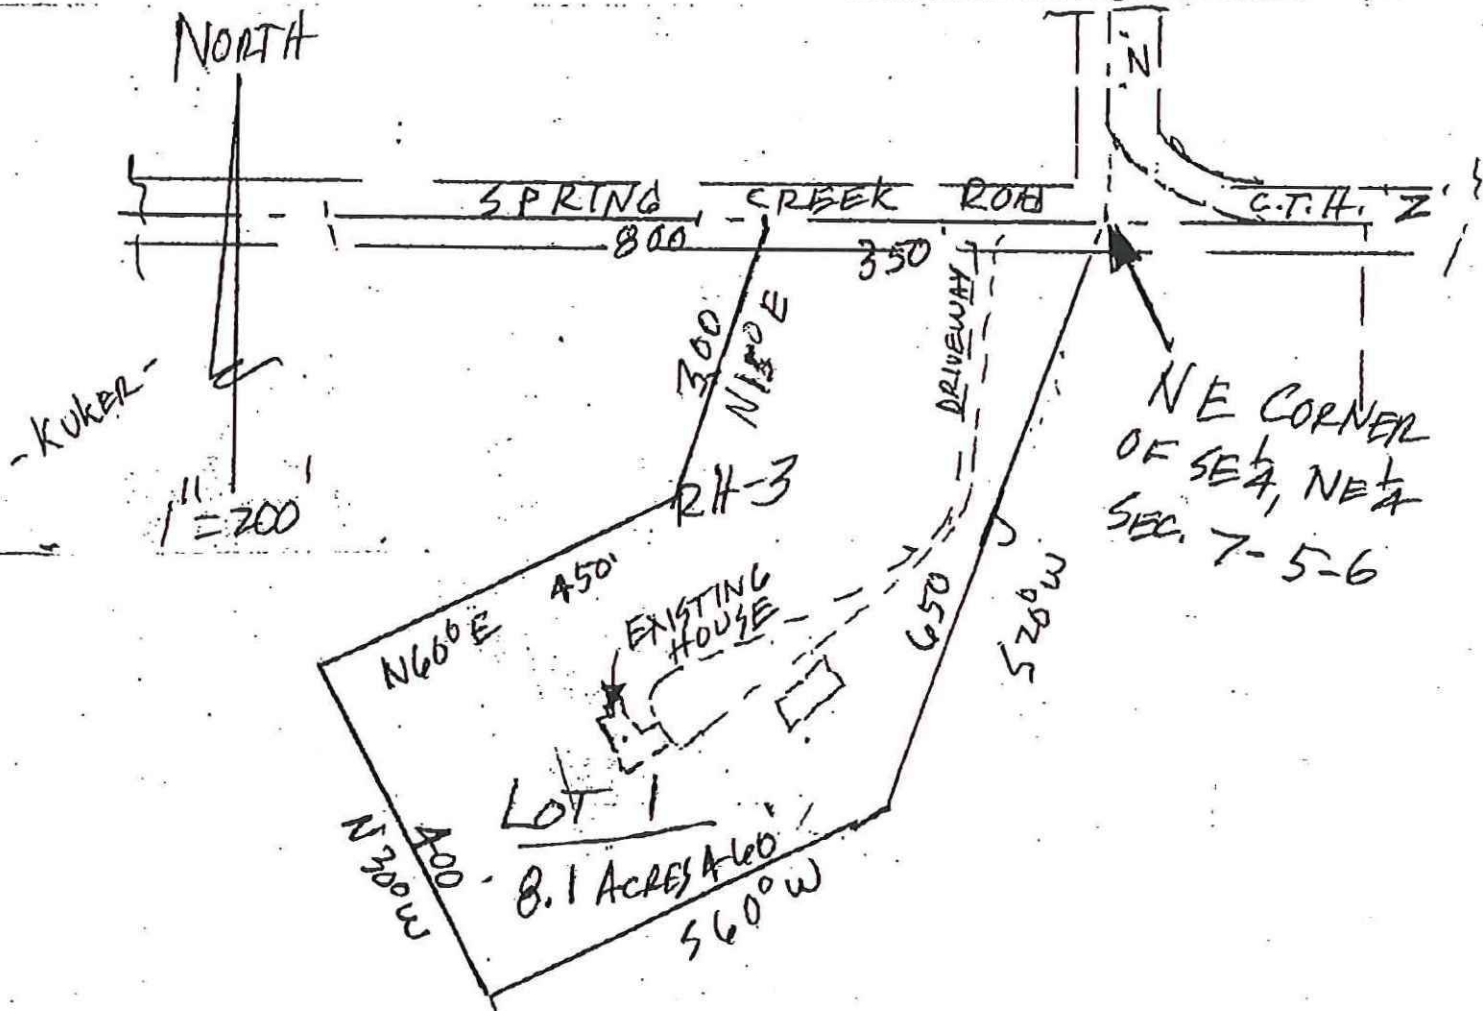 NORTH
'Z'
SPRING CREEK ROAD
C.T.H. 'Z'
800
350
300
N15°E
DRIVEWAY
-KUKER-
1"=200'
NE CORNER
OF SE¼, NE¼
SEC. 7-5-6
RH-3
450'
N60°E
EXISTING
HOUSE
650
S20°W
LOT 1
8.1 ACRES
460'
S60°W
400
N30°W